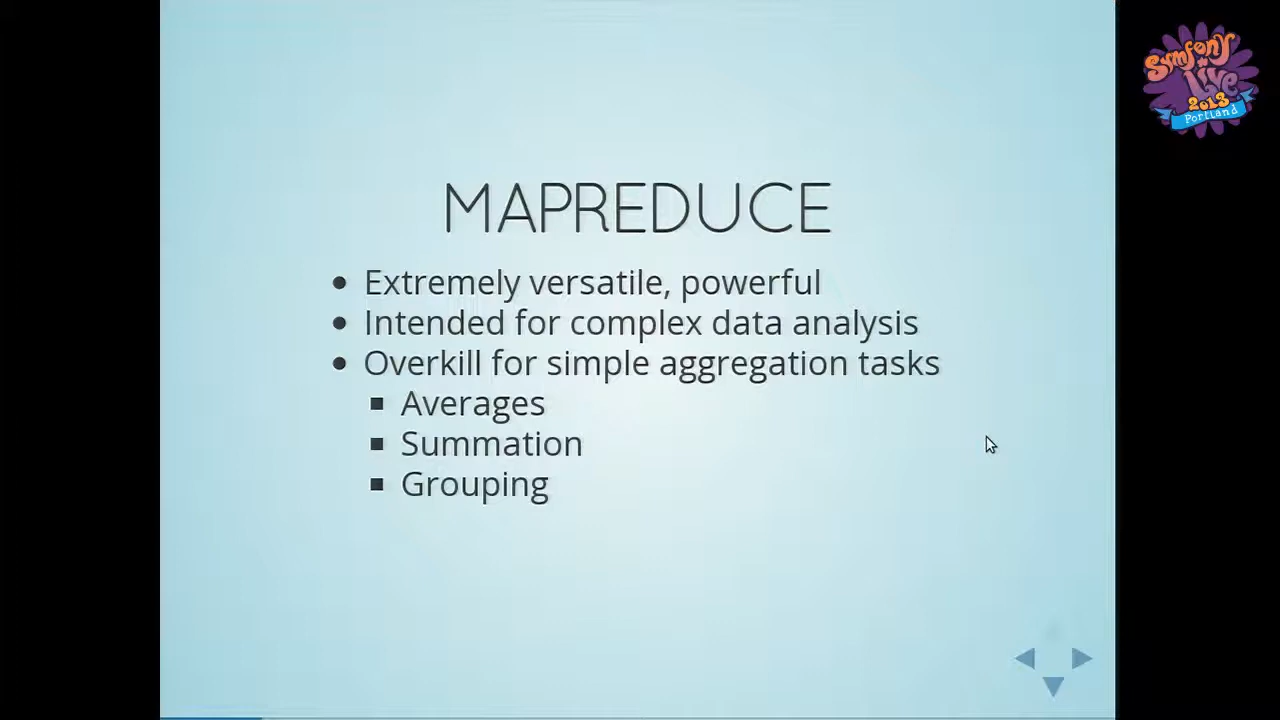 Symfony
Live
2013
Portland
MAPREDUCE
• Extremely versatile, powerful
• Intended for complex data analysis
• Overkill for simple aggregation tasks
▪ Averages
▪ Summation
▪ Grouping